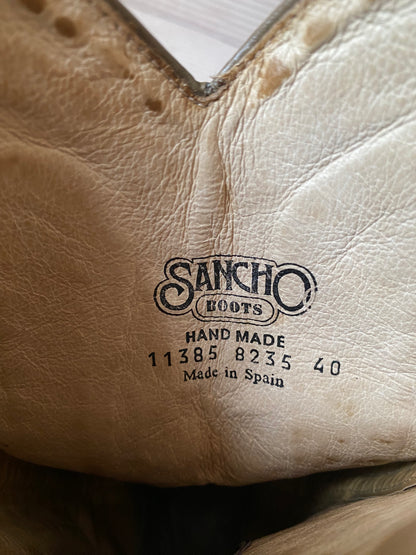 SANCHO
BOOTS
HAND MADE
11385 8235 40
Made in Spain